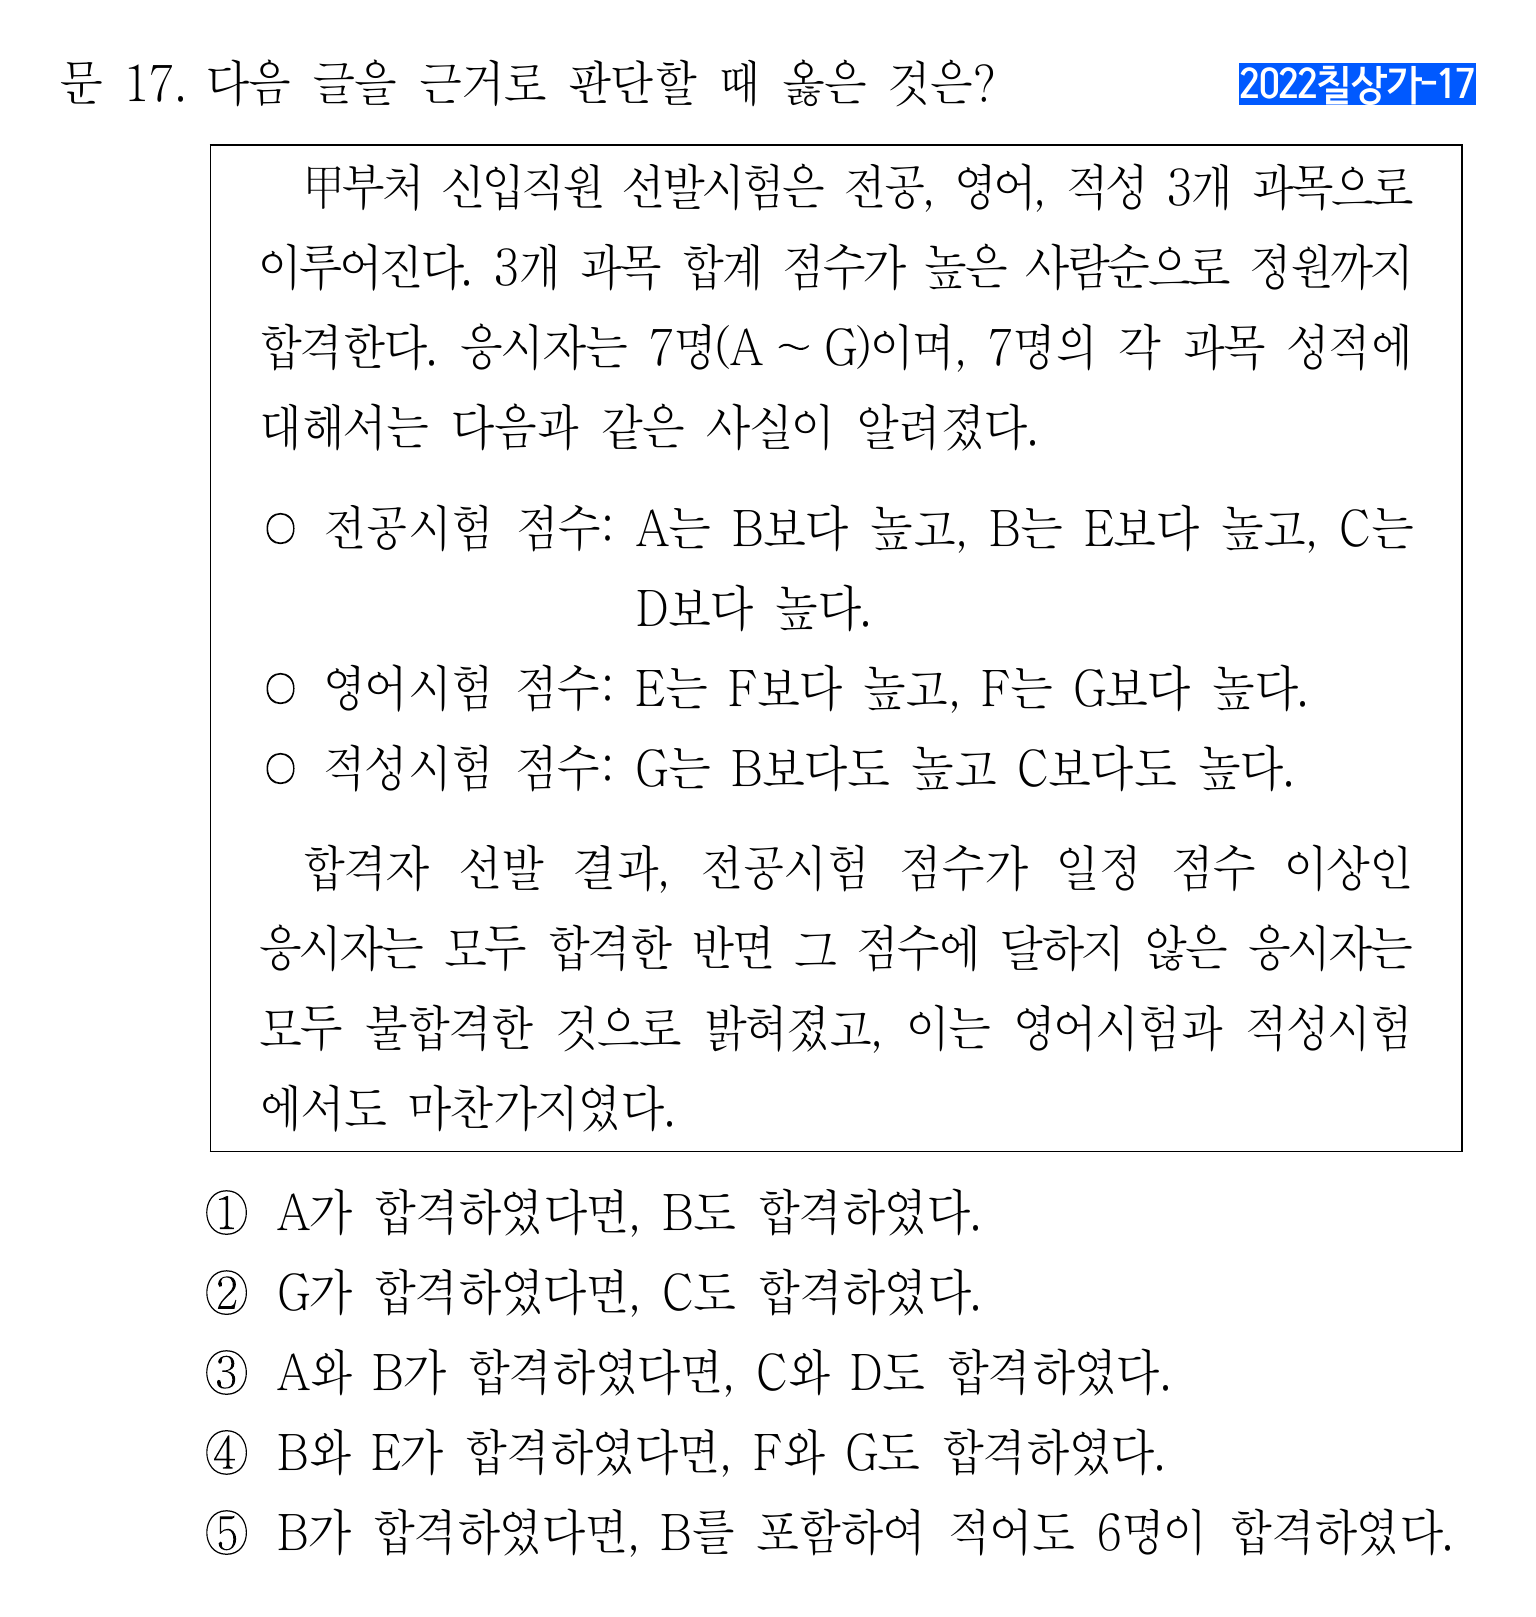 문 17. 다음 글을 근거로 판단할 때 옳은 것은?
2022칠상가-17
甲부처 신입직원 선발시험은 전공, 영어, 적성 3개 과목으로
이루어진다. 3개 과목 합계 점수가 높은 사람순으로 정원까지
합격한다. 응시자는 7명(A ~ G)이며, 7명의 각 과목 성적에
대해서는 다음과 같은 사실이 알려졌다.
○ 전공시험 점수: A는 B보다 높고, B는 E보다 높고, C는
D보다 높다.
○ 영어시험 점수: E는 F보다 높고, F는 G보다 높다.
○ 적성시험 점수: G는 B보다도 높고 C보다도 높다.
합격자 선발 결과, 전공시험 점수가 일정 점수 이상인
응시자는 모두 합격한 반면 그 점수에 달하지 않은 응시자는
모두 불합격한 것으로 밝혀졌고, 이는 영어시험과 적성시험
에서도 마찬가지였다.
① A가 합격하였다면, B도 합격하였다.
② G가 합격하였다면, C도 합격하였다.
③ A와 B가 합격하였다면, C와 D도 합격하였다.
④ B와 E가 합격하였다면, F와 G도 합격하였다.
⑤ B가 합격하였다면, B를 포함하여 적어도 6명이 합격하였다.